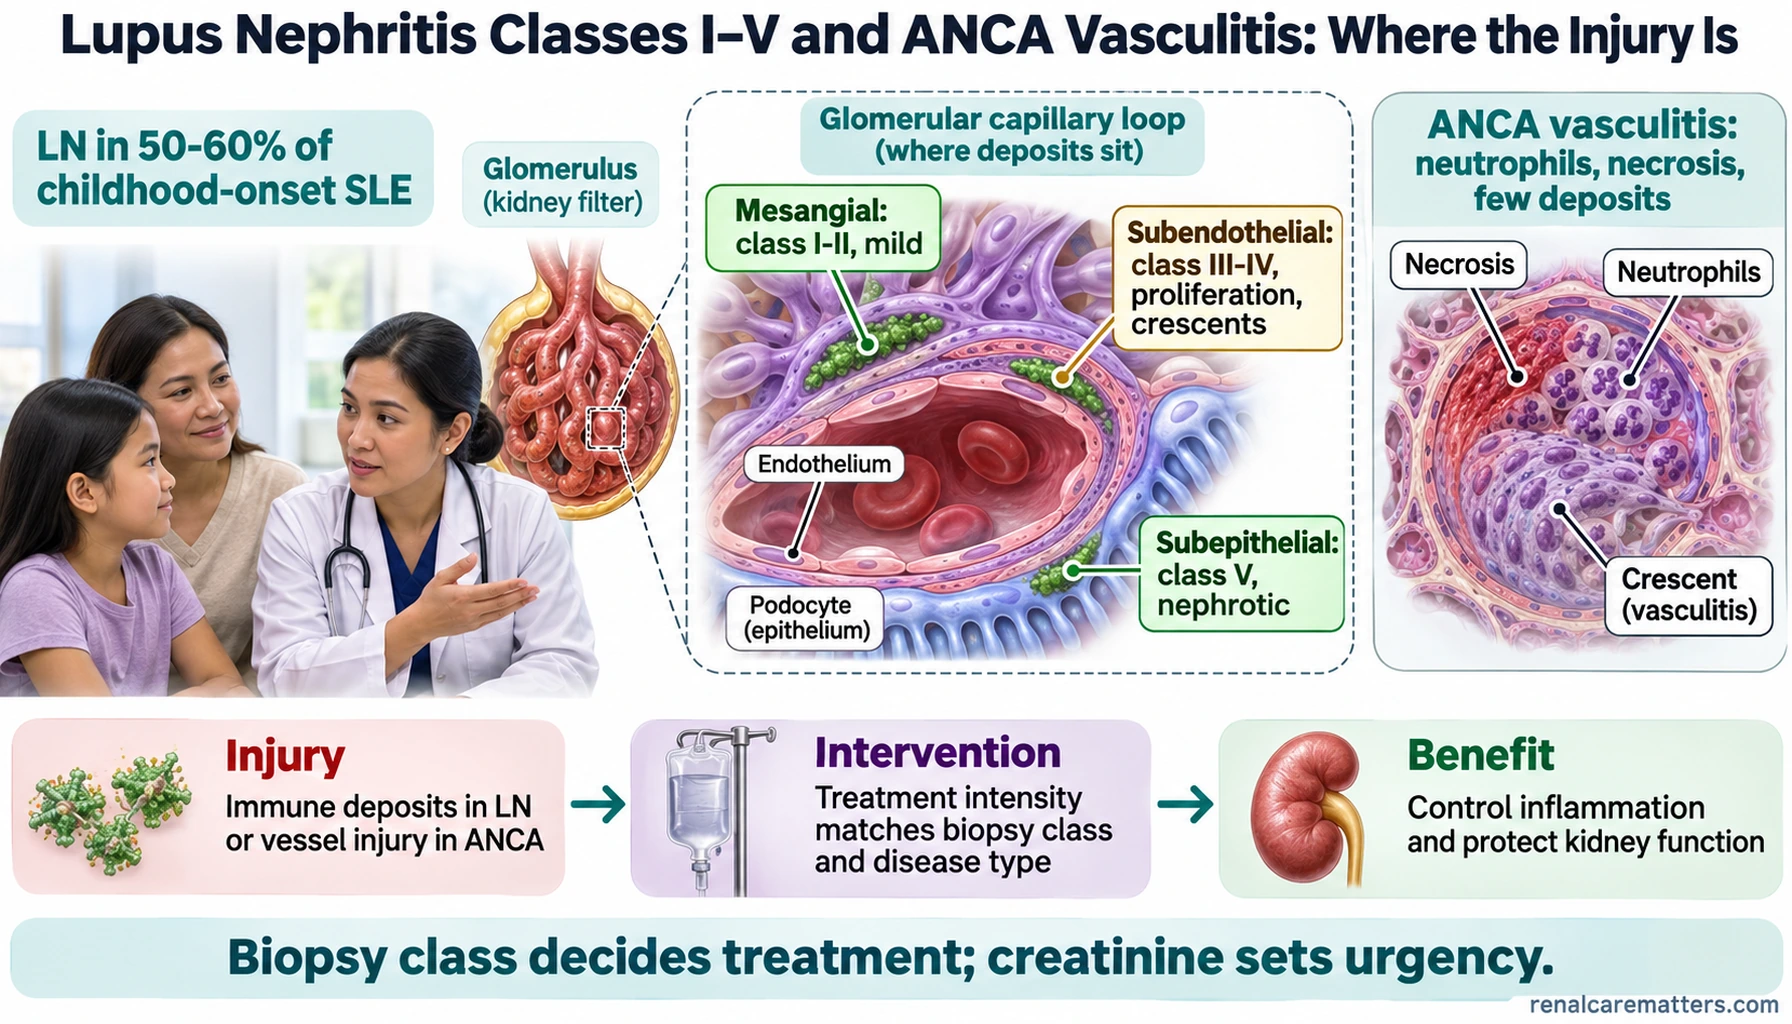 Lupus Nephritis Classes I–V and ANCA Vasculitis: Where the Injury Is
LN in 50-60% of
childhood-onset SLE
Glomerulus
(kidney filter)
Glomerular capillary loop
(where deposits sit)
Mesangial:
class I-II, mild
Subendothelial:
class III-IV,
proliferation,
crescents
Endothelium
Podocyte
(epithelium)
Subepithelial:
class V,
nephrotic
ANCA vasculitis:
neutrophils, necrosis,
few deposits
Necrosis
Neutrophils
Crescent
(vasculitis)
Injury
Immune deposits in LN
or vessel injury in ANCA
Intervention
Treatment intensity
matches biopsy class
and disease type
Benefit
Control inflammation
and protect kidney function
Biopsy class decides treatment; creatinine sets urgency.
renalcarematters.com